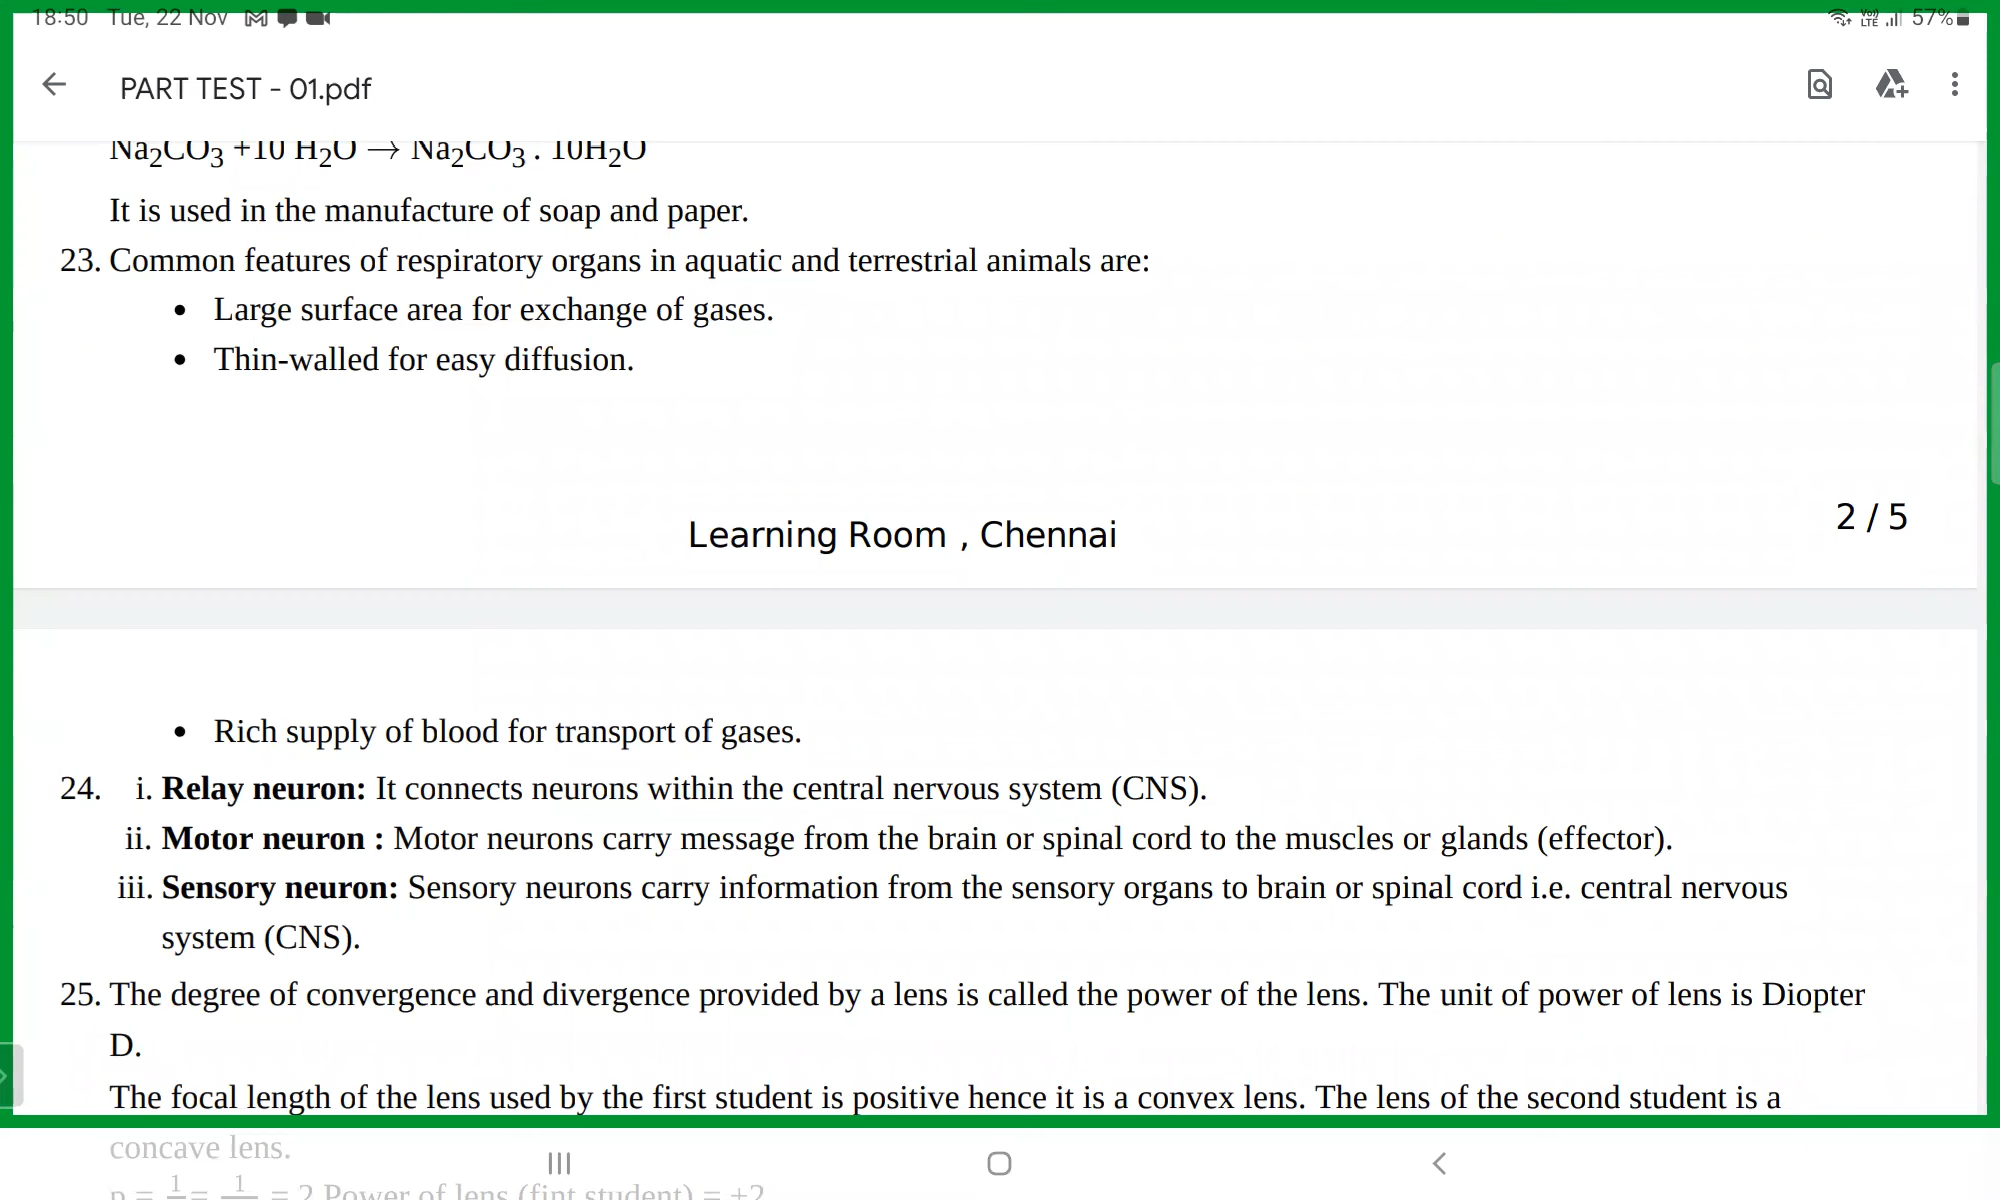 18:50 Tue, 22 Nov 57%
PART TEST - 01.pdf
Na₂CO₃ +10 H₂O → Na₂CO₃ . 10H₂O
It is used in the manufacture of soap and paper.
23. Common features of respiratory organs in aquatic and terrestrial animals are:
• Large surface area for exchange of gases.
• Thin-walled for easy diffusion.
2 / 5
Learning Room , Chennai
• Rich supply of blood for transport of gases.
24. i. Relay neuron: It connects neurons within the central nervous system (CNS).
ii. Motor neuron : Motor neurons carry message from the brain or spinal cord to the muscles or glands (effector).
iii. Sensory neuron: Sensory neurons carry information from the sensory organs to brain or spinal cord i.e. central nervous
system (CNS).
25. The degree of convergence and divergence provided by a lens is called the power of the lens. The unit of power of lens is Diopter
D.
The focal length of the lens used by the first student is positive hence it is a convex lens. The lens of the second student is a
concave lens.
= 2 Power of lens (fint student) = +2